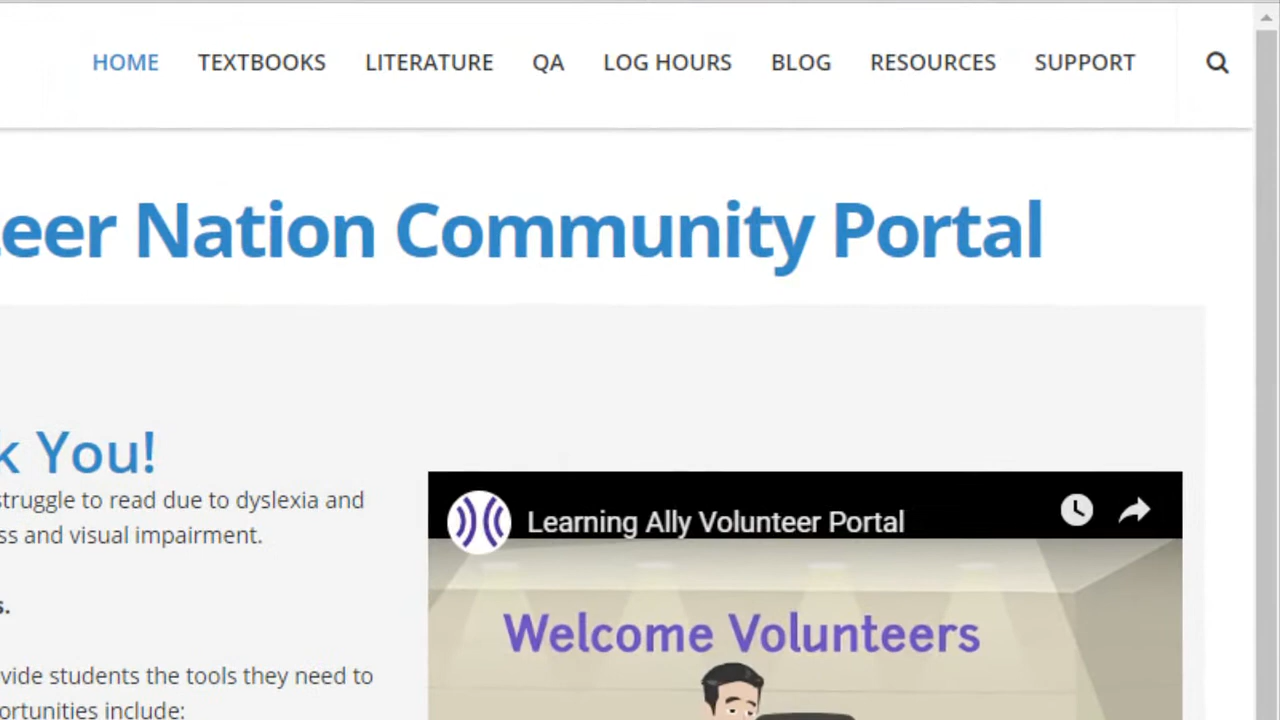 HOME TEXTBOOKS LITERATURE QA LOG HOURS BLOG RESOURCES SUPPORT
eer Nation Community Portal
k You!
struggle to read due to dyslexia and
ss and visual impairment.
s.
vide students the tools they need to
ortunities include:
Learning Ally Volunteer Portal
Welcome Volunteers